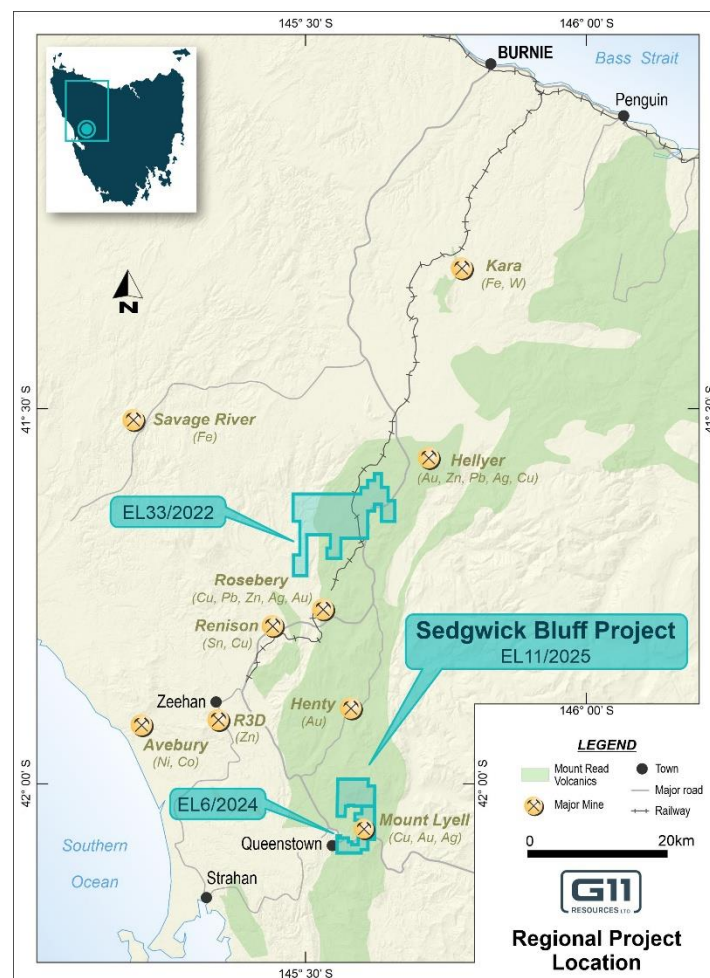 145° 30' S
146° 00' S
BURNIE
Bass Strait
Penguin
Kara
(Fe, W)
N
41° 30' S
41° 30' S
Savage River
(Fe)
Hellyer
(Au, Zn, Pb, Ag, Cu)
EL33/2022
Rosebery
(Cu, Pb, Zn, Ag, Au)
Renison
(Sn, Cu)
Sedgwick Bluff Project
EL11/2025
Zeehan
R3D
(Zn)
Henty
(Au)
Avebury
(Ni, Co)
146° 00' S
42° 00' S
42° 00' S
EL6/2024
Mount Lyell
(Cu, Au, Ag)
Queenstown
Southern
Ocean
Strahan
145° 30' S
LEGEND
Mount Read
Volcanics
Town
Major road
Major Mine
Railway
0
20km
G11
RESOURCES LTD
Regional Project
Location